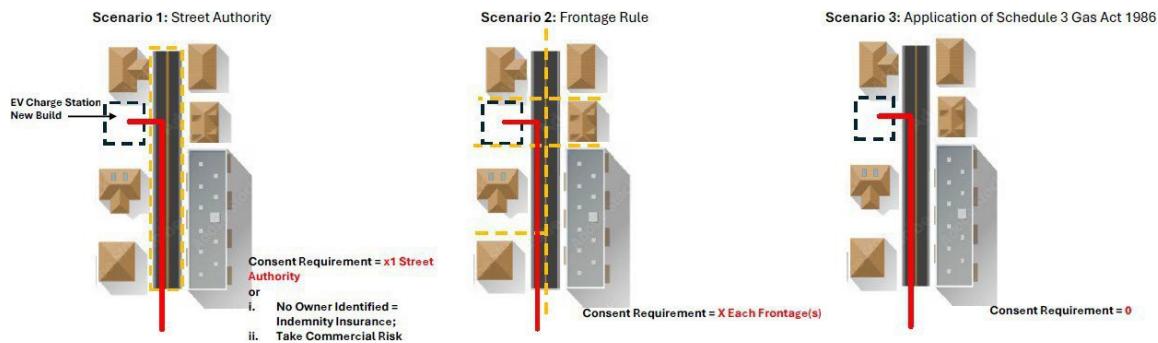 Scenario 1: Street Authority
EV Charge Station
New Build
Consent Requirement = x1 Street
Authority
or
i. No Owner Identified =
Indemnity Insurance;
ii. Take Commercial Risk
Scenario 2: Frontage Rule
Consent Requirement = X Each Frontage(s)
Scenario 3: Application of Schedule 3 Gas Act 1986
Consent Requirement = 0